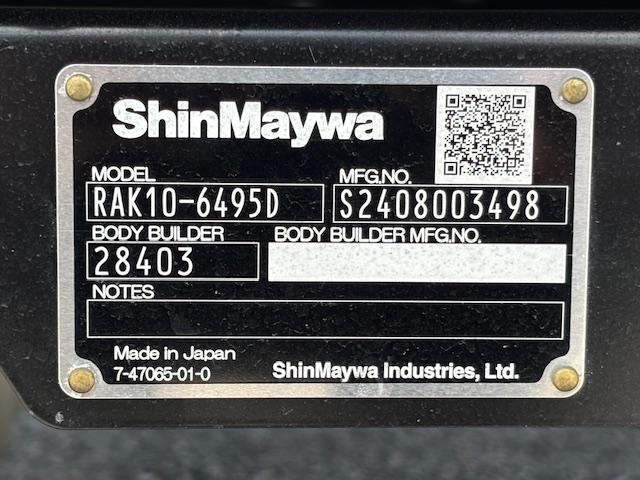 ShinMaywa
MODEL MFG.NO.
RAK10-6495D S2408003498
BODY BUILDER BODY BUILDER MFG.NO.
28403
NOTES
Made in Japan
7-47065-01-0 ShinMaywa Industries, Ltd.